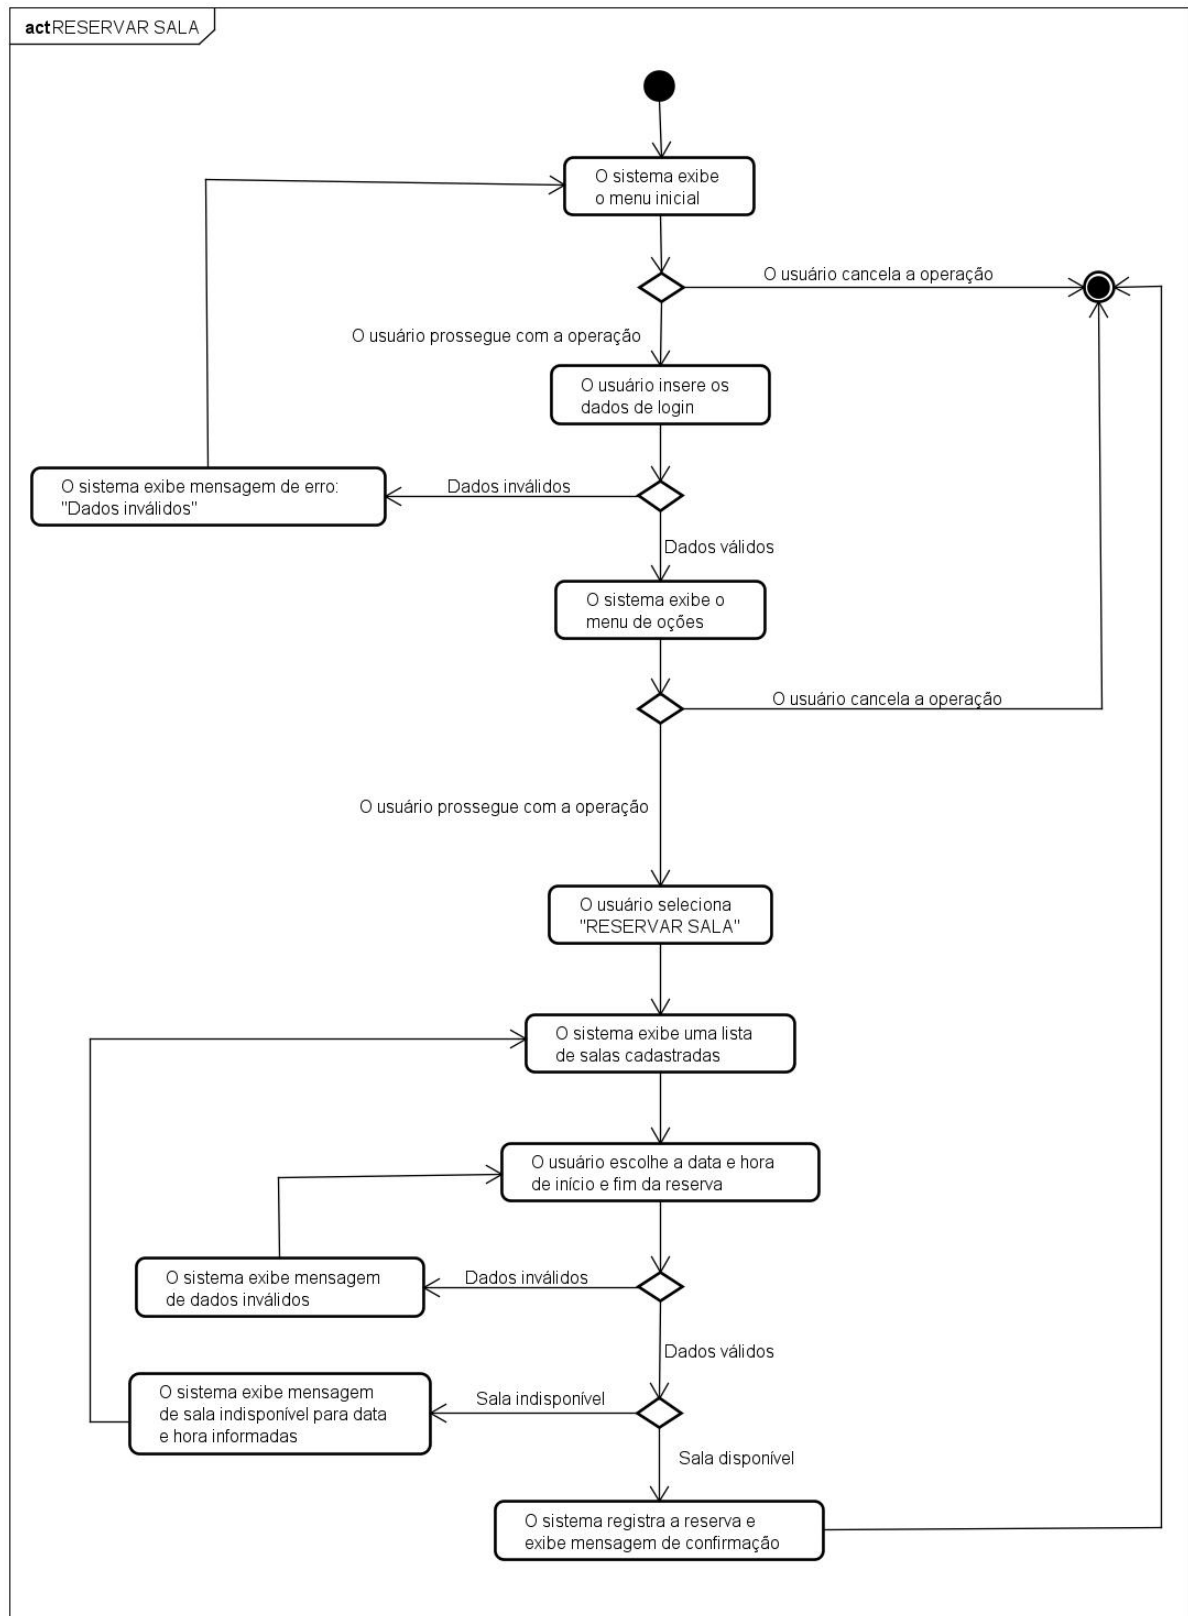 act RESERVAR SALA
O sistema exibe
o menu inicial
O usuário cancela a operação
O usuário prossegue com a operação
O usuário insere os
dados de login
O sistema exibe mensagem de erro:
"Dados inválidos"
Dados inválidos
Dados válidos
O sistema exibe o
menu de oções
O usuário cancela a operação
O usuário prossegue com a operação
O usuário seleciona
"RESERVAR SALA"
O sistema exibe uma lista
de salas cadastradas
O usuário escolhe a data e hora
de início e fim da reserva
O sistema exibe mensagem
de dados inválidos
Dados inválidos
Dados válidos
O sistema exibe mensagem
de sala indisponível para data
e hora informadas
Sala indisponível
Sala disponível
O sistema registra a reserva e
exibe mensagem de confirmação